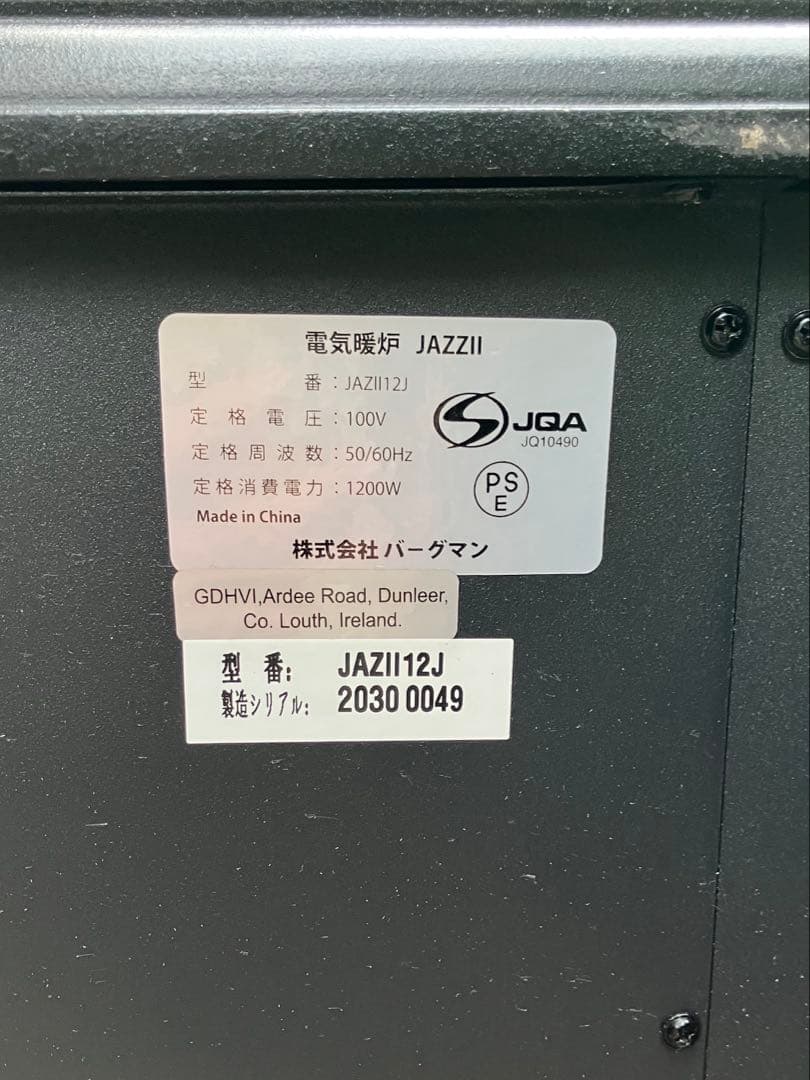 電気暖炉 JAZZII
型番：JAZII12J
定格電圧：100V
定格周波数：50/60Hz
定格消費電力：1200W
Made in China
JQA
JQ10490
PS
E
株式会社 バーグマン
GDHVI,Ardee Road, Dunleer,
Co. Louth, Ireland.
型 番: JAZII12J
製造シリアル: 2030 0049